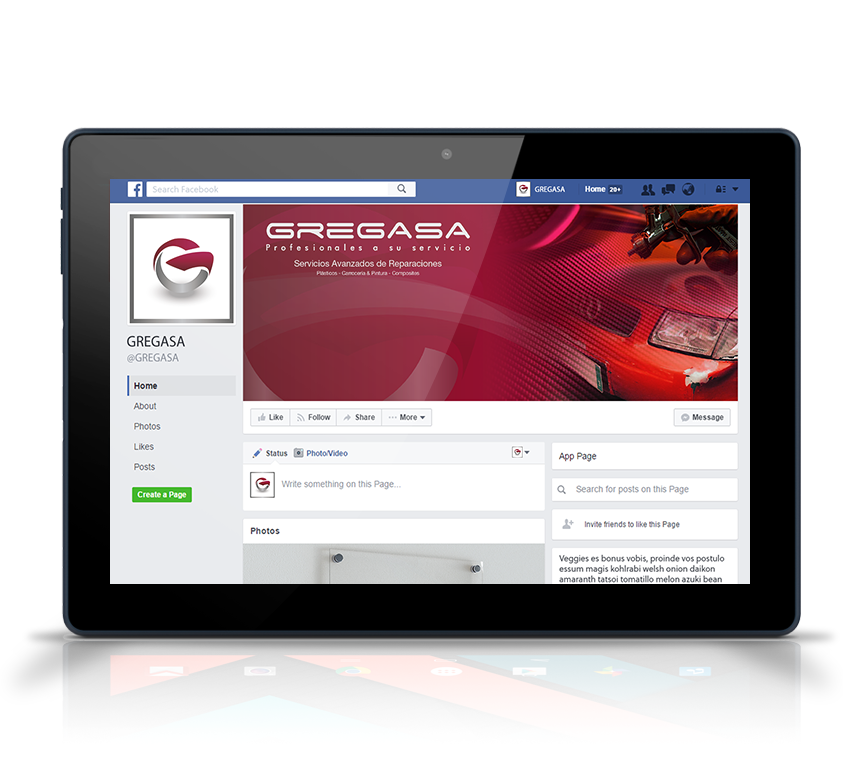 Search Facebook
GREGASA
Home 20+
GREGASA
Profesionales a su servicio
Servicios Avanzados de Reparaciones
Plásticos - Carrocería & Pintura - Composites
GREGASA
@GREGASA
Home
About
Photos
Likes
Posts
Create a Page
Like
Follow
Share
More
Message
Status
Photo/Video
Write something on this Page...
Photos
App Page
Search for posts on this Page
Invite friends to like this Page
Veggies es bonus vobis, proinde vos postulo
essum magis kohlrabi welsh onion daikon
amaranth tatsoi tomatillo melon azuki bean